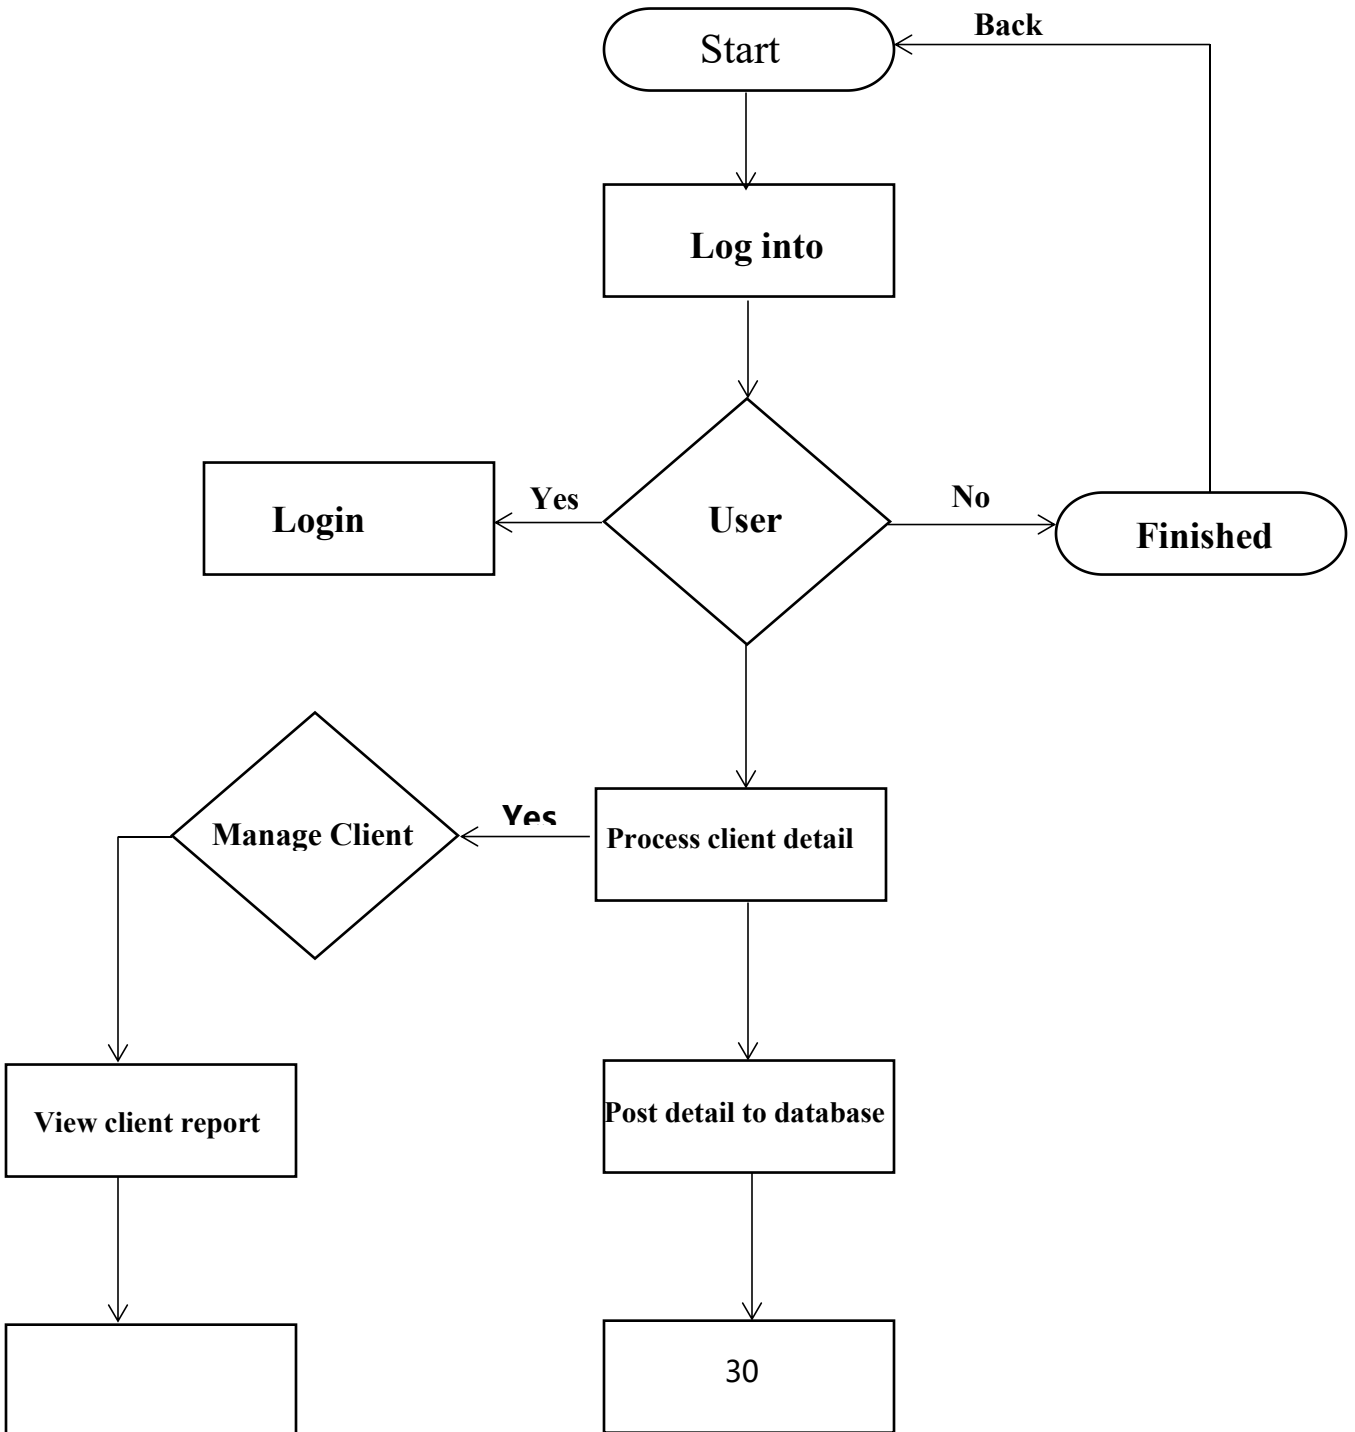 Back
Start
Log into
Yes
User
No
Login
Finished
Yes
Manage Client
Process client detail
View client report
Post detail to database
30